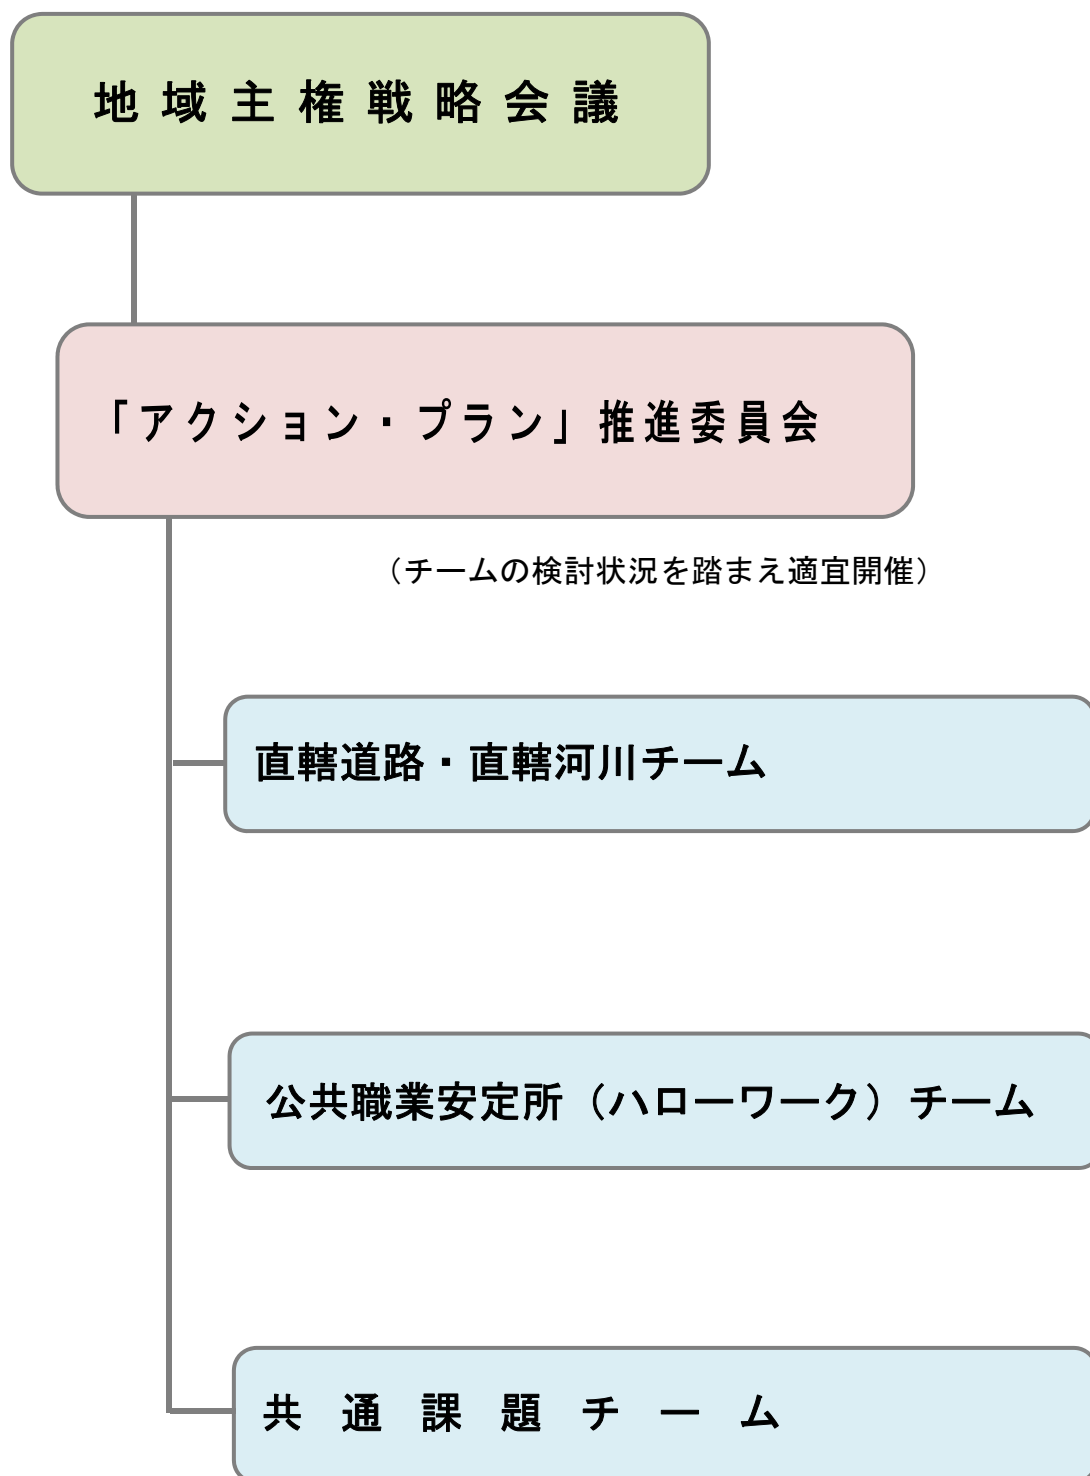 地域主権戦略会議
「アクション・プラン」推進委員会
（チームの検討状況を踏まえ適宜開催）
直轄道路・直轄河川チーム
公共職業安定所（ハローワーク）チーム
共通課題チーム